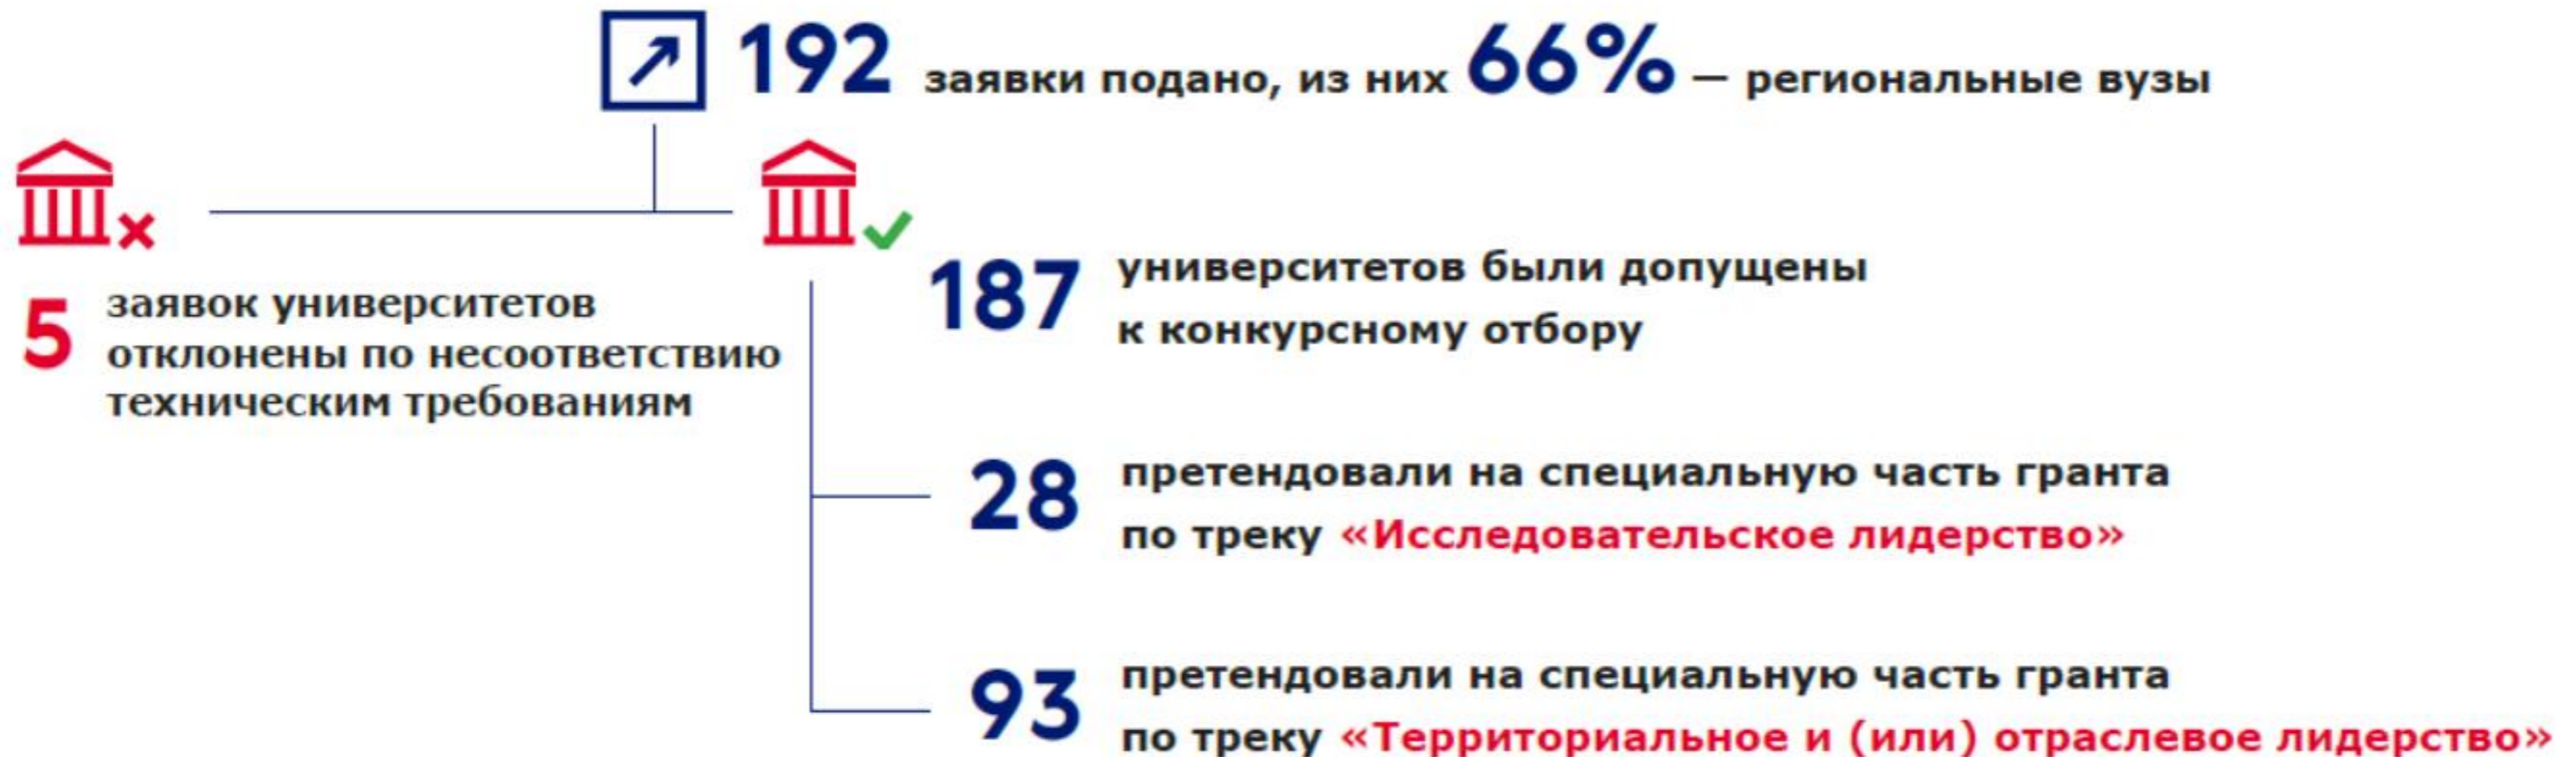 192 заявки подано, из них 66% — региональные вузы
5 заявок университетов
отклонены по несоответствию
техническим требованиям
187 университетов были допущены
к конкурсному отбору
28 претендовали на специальную часть гранта
по треку «Исследовательское лидерство»
93 претендовали на специальную часть гранта
по треку «Территориальное и (или) отраслевое лидерство»